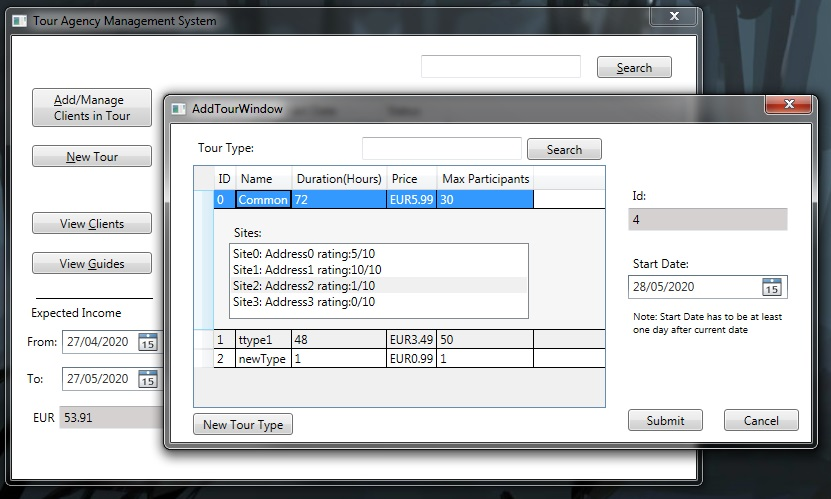 Tour Agency Management System
Search
Add/Manage
Clients in Tour
New Tour
View Clients
View Guides
Expected Income
From: 27/04/2020 15
To: 27/05/2020 15
EUR 53.91
AddTourWindow
Tour Type:
Search
ID Name Duration(Hours) Price Max Participants
0 Common 72 EUR5.99 30
Sites:
Site0: Address0 rating:5/10
Site1: Address1 rating:10/10
Site2: Address2 rating:1/10
Site3: Address3 rating:0/10
1 ttype1 48 EUR3.49 50
2 newType 1 EUR0.99 1
New Tour Type
Id:
4
Start Date:
28/05/2020 15
Note: Start Date has to be at least
one day after current date
Submit
Cancel